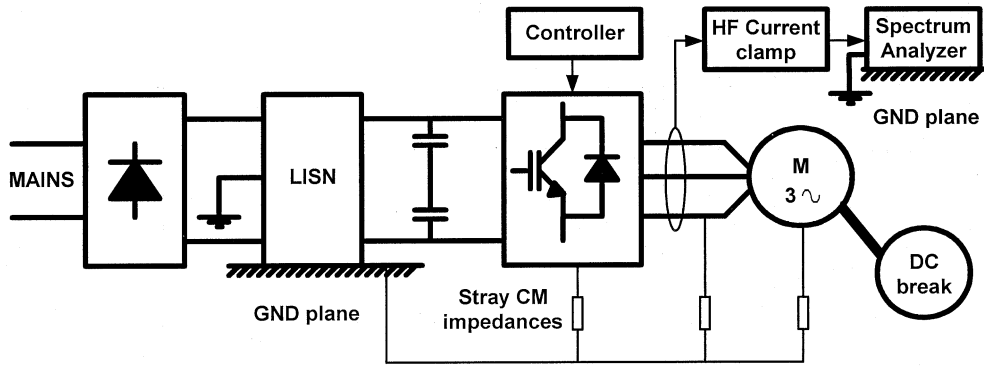 Controller
HF Current
clamp
Spectrum
Analyzer
GND plane
MAINS
LISN
M
3
DC
break
GND plane
Stray CM
impedances